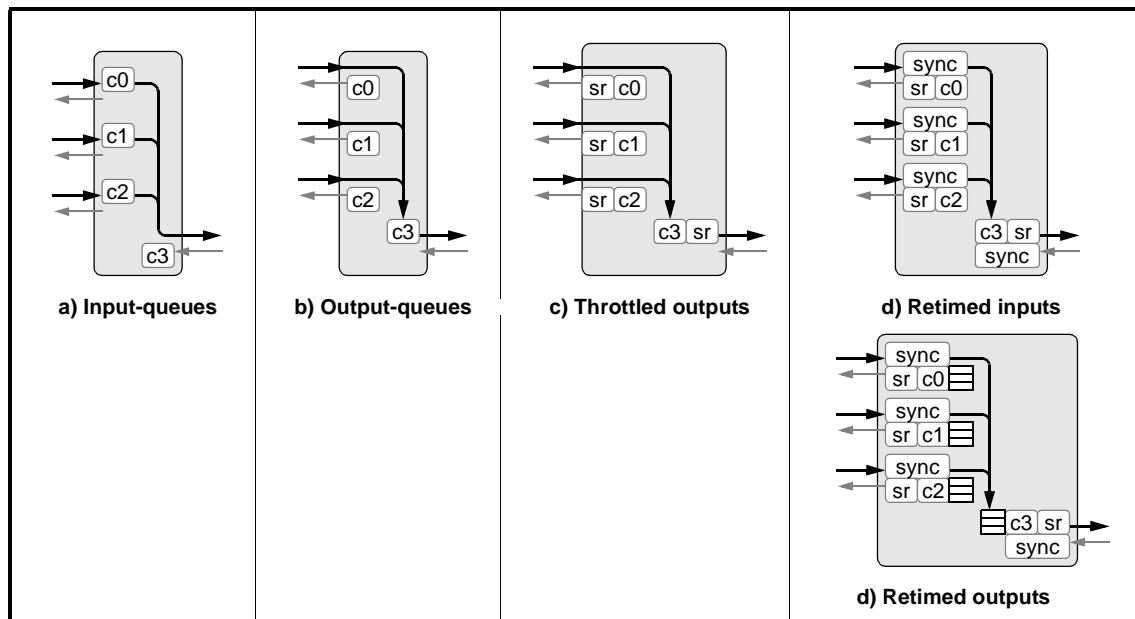 c0
c1
c2
c3
a) Input-queues
c0
c1
c2
c3
b) Output-queues
sr c0
sr c1
sr c2
c3 sr
c) Throttled outputs
sync
sr c0
sync
sr c1
sync
sr c2
c3 sr
sync
d) Retimed inputs
sync
sr c0
sync
sr c1
sync
sr c2
c3 sr
sync
d) Retimed outputs